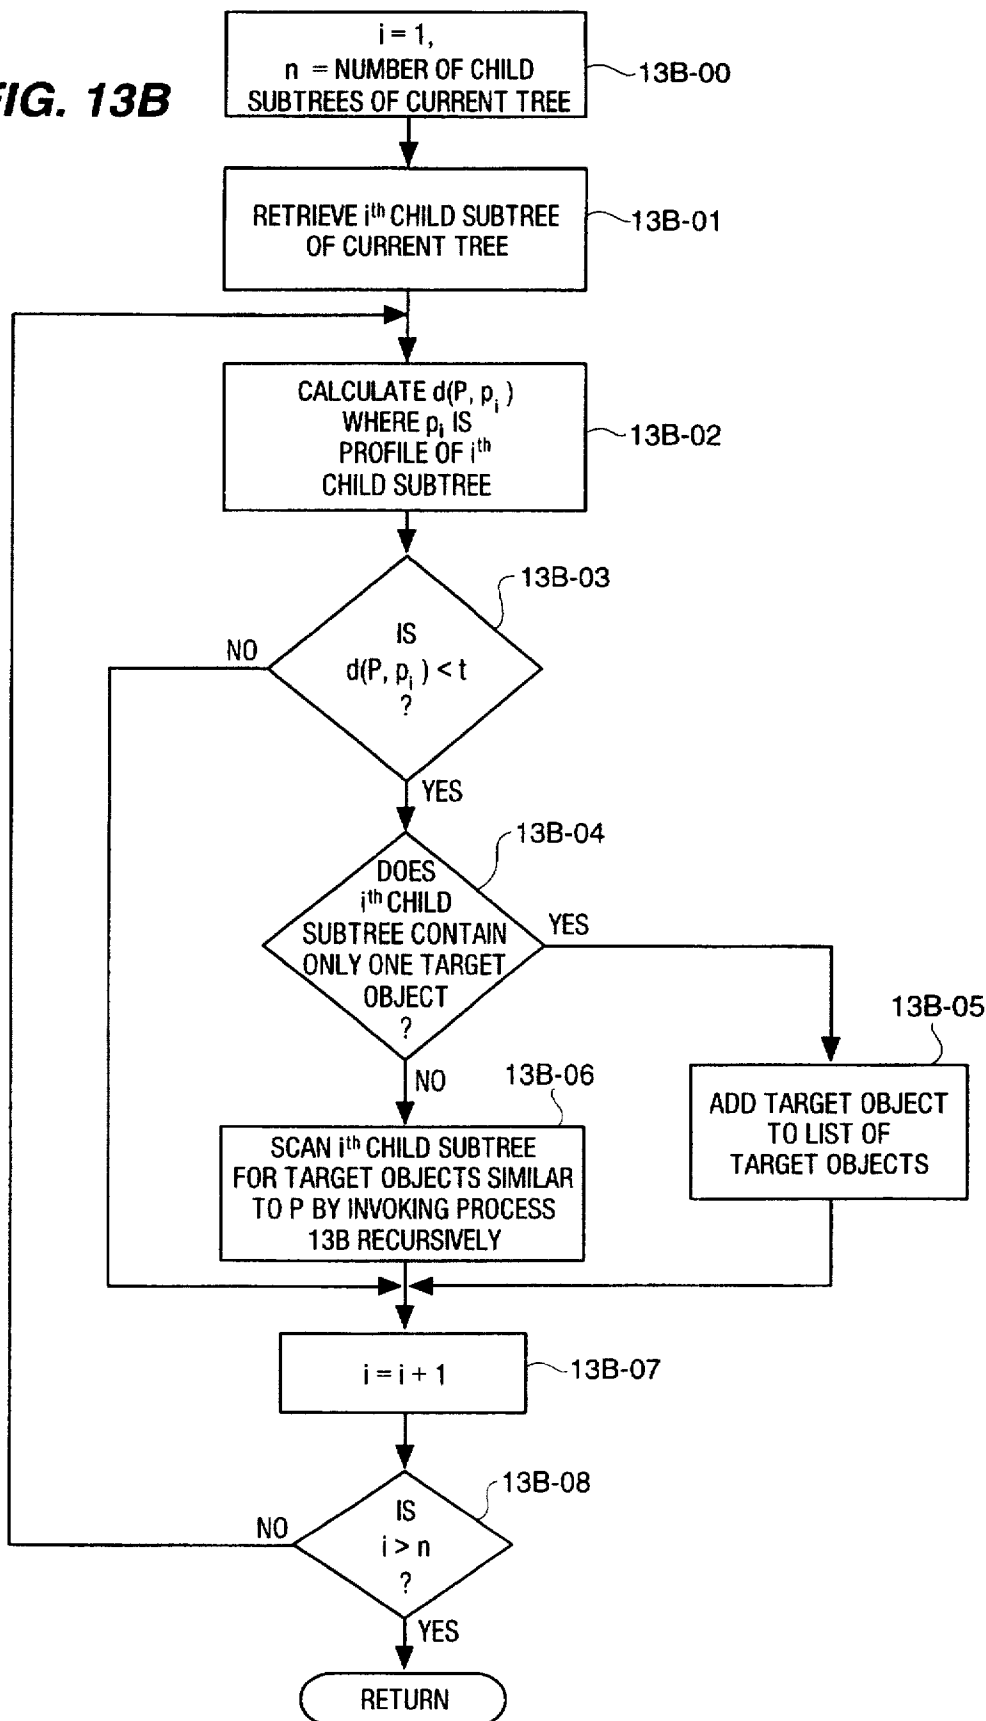 FIG. 13B
i = 1,
n = NUMBER OF CHILD
SUBTREES OF CURRENT TREE
13B-00
RETRIEVE ith CHILD SUBTREE
OF CURRENT TREE
13B-01
CALCULATE d(P, pi )
WHERE pi IS
PROFILE OF ith
CHILD SUBTREE
13B-02
13B-03
IS
d(P, pi ) < t
?
NO
YES
13B-04
DOES
ith CHILD
SUBTREE CONTAIN
ONLY ONE TARGET
OBJECT
?
YES
NO
13B-05
ADD TARGET OBJECT
TO LIST OF
TARGET OBJECTS
13B-06
SCAN ith CHILD SUBTREE
FOR TARGET OBJECTS SIMILAR
TO P BY INVOKING PROCESS
13B RECURSIVELY
i = i + 1
13B-07
13B-08
IS
i > n
?
NO
YES
RETURN